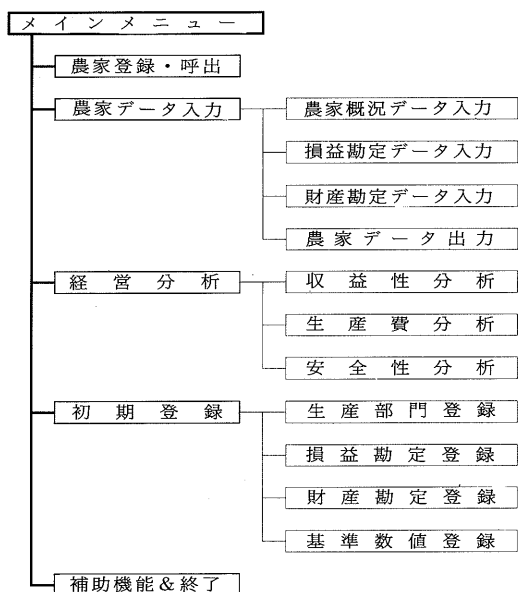 メインメニュー
農家登録・呼出
農家データ入力
農家概況データ入力
損益勘定データ入力
財産勘定データ入力
農家データ出力
経営分析
収益性分析
生産費分析
安全性分析
初期登録
生産部門登録
損益勘定登録
財産勘定登録
基準数値登録
補助機能&終了